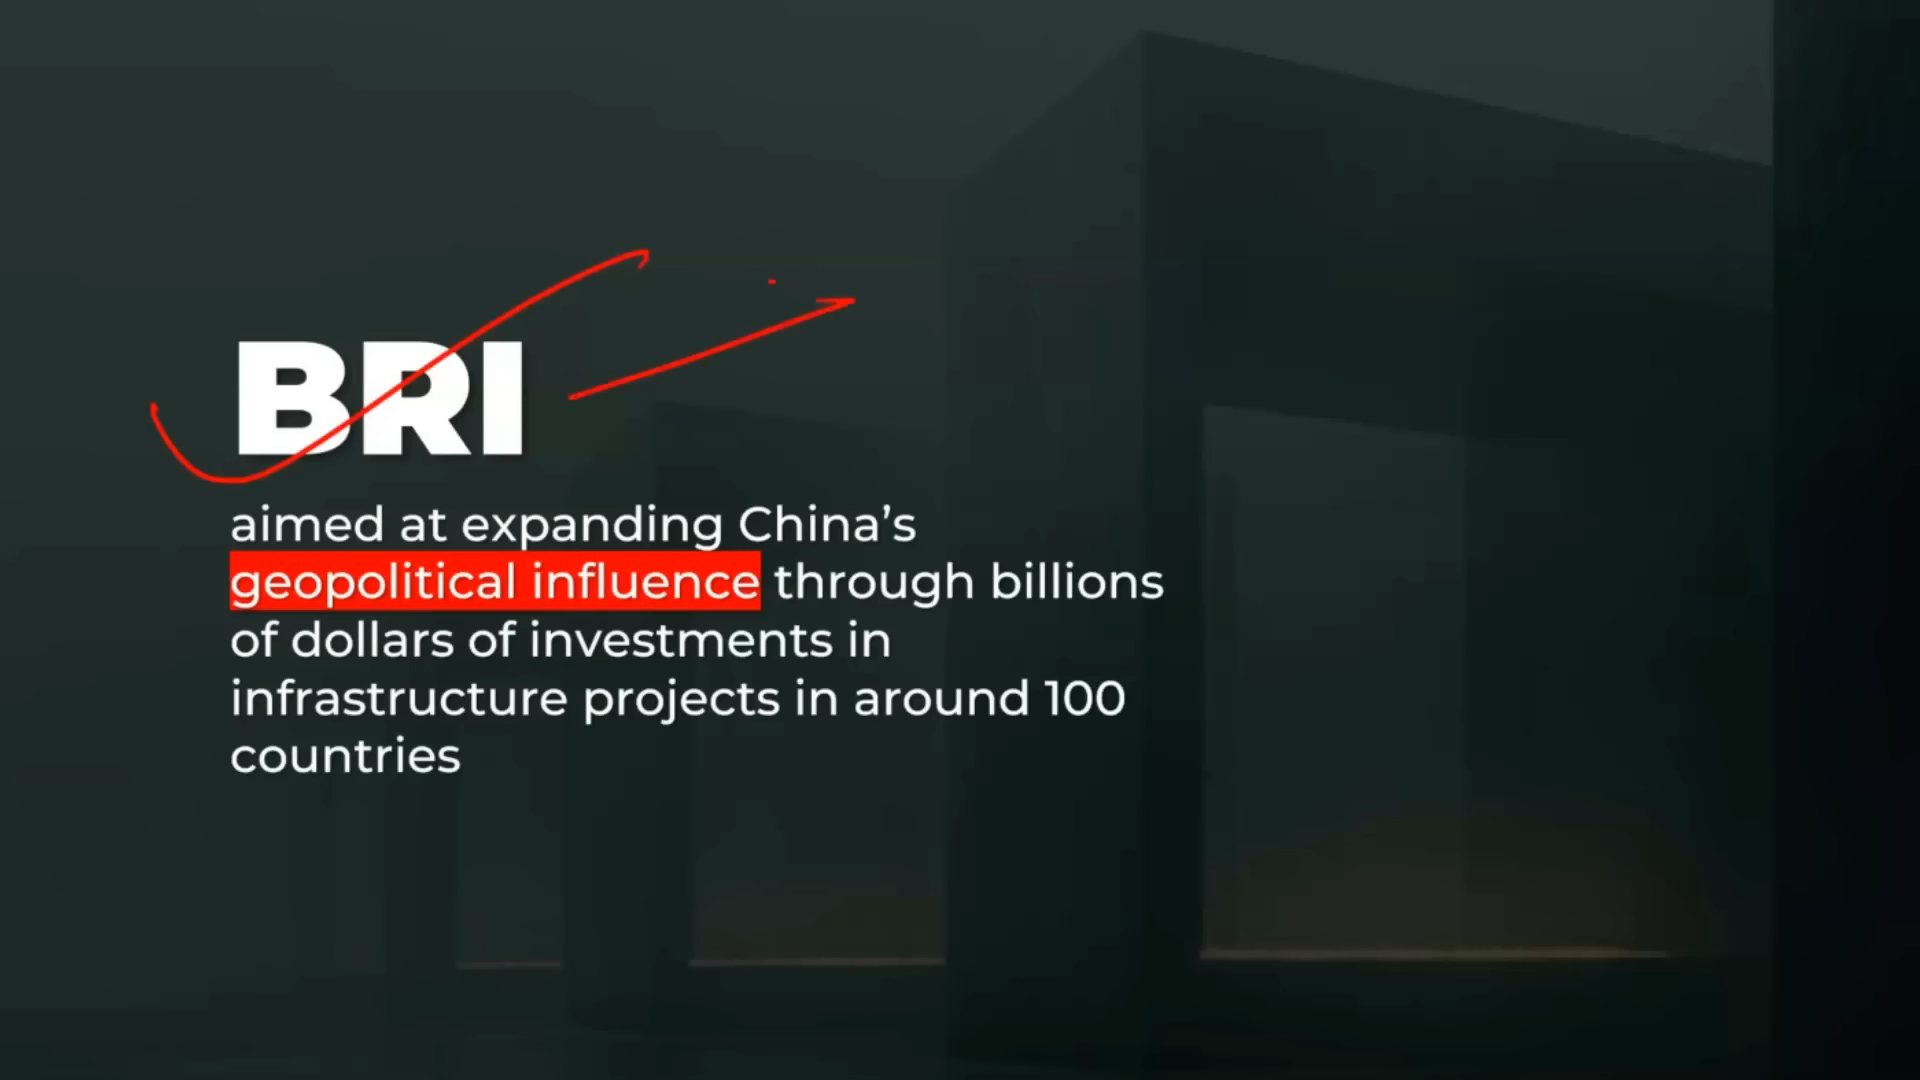 BRI
aimed at expanding China’s
geopolitical influence through billions
of dollars of investments in
infrastructure projects in around 100
countries